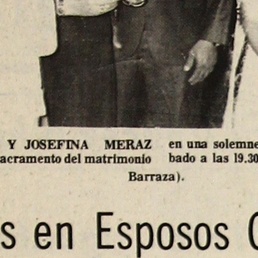 Y JOSEFINA MERAZ en una solemne
acramento del matrimonio bado a las 19.30
Barraza).
s en Esposos